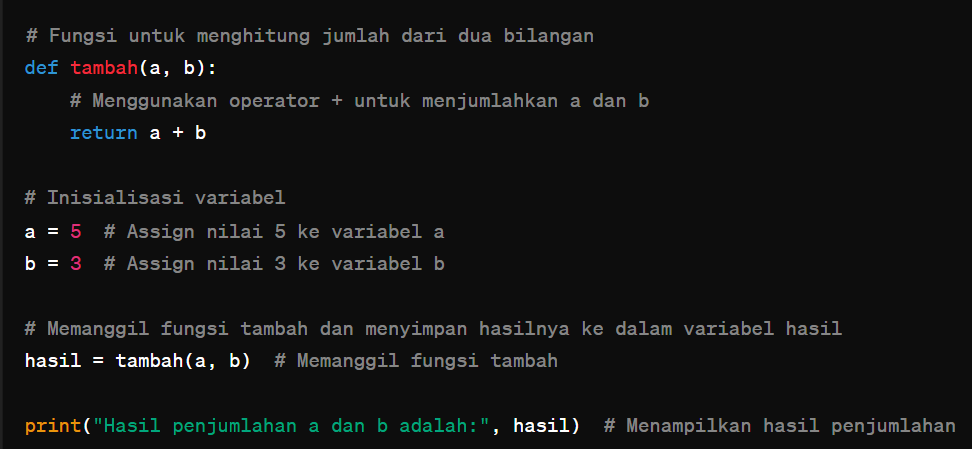 # Fungsi untuk menghitung jumlah dari dua bilangan
def tambah(a, b):
    # Menggunakan operator + untuk menjumlahkan a dan b
    return a + b

# Inisialisasi variabel
a = 5  # Assign nilai 5 ke variabel a
b = 3  # Assign nilai 3 ke variabel b

# Memanggil fungsi tambah dan menyimpan hasilnya ke dalam variabel hasil
hasil = tambah(a, b)  # Memanggil fungsi tambah

print("Hasil penjumlahan a dan b adalah:", hasil)  # Menampilkan hasil penjumlahan